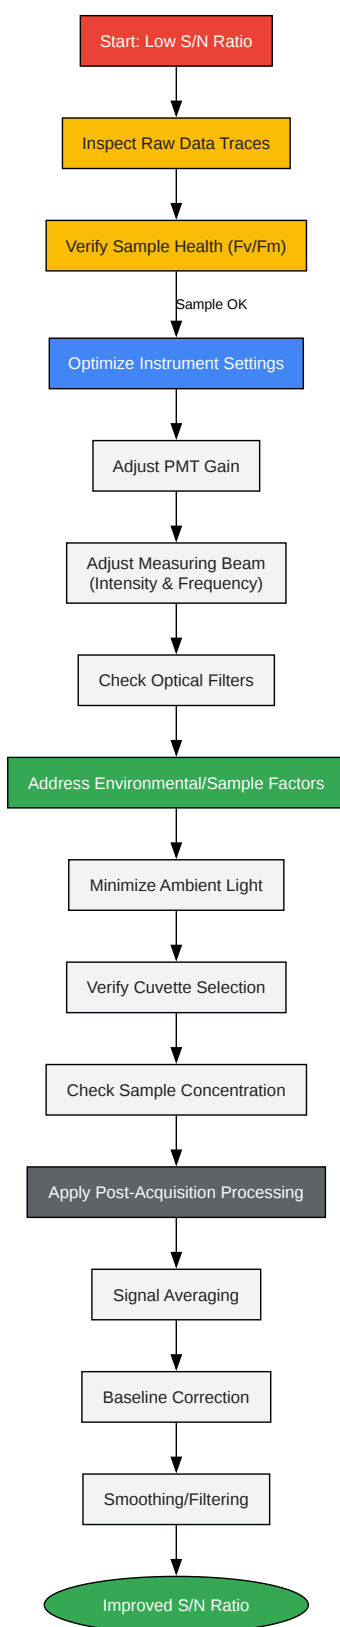 Start: Low S/N Ratio
Inspect Raw Data Traces
Verify Sample Health (Fv/Fm)
Sample OK
Optimize Instrument Settings
Adjust PMT Gain
Adjust Measuring Beam
(Intensity & Frequency)
Check Optical Filters
Address Environmental/Sample Factors
Minimize Ambient Light
Verify Cuvette Selection
Check Sample Concentration
Apply Post-Acquisition Processing
Signal Averaging
Baseline Correction
Smoothing/Filtering
Improved S/N Ratio